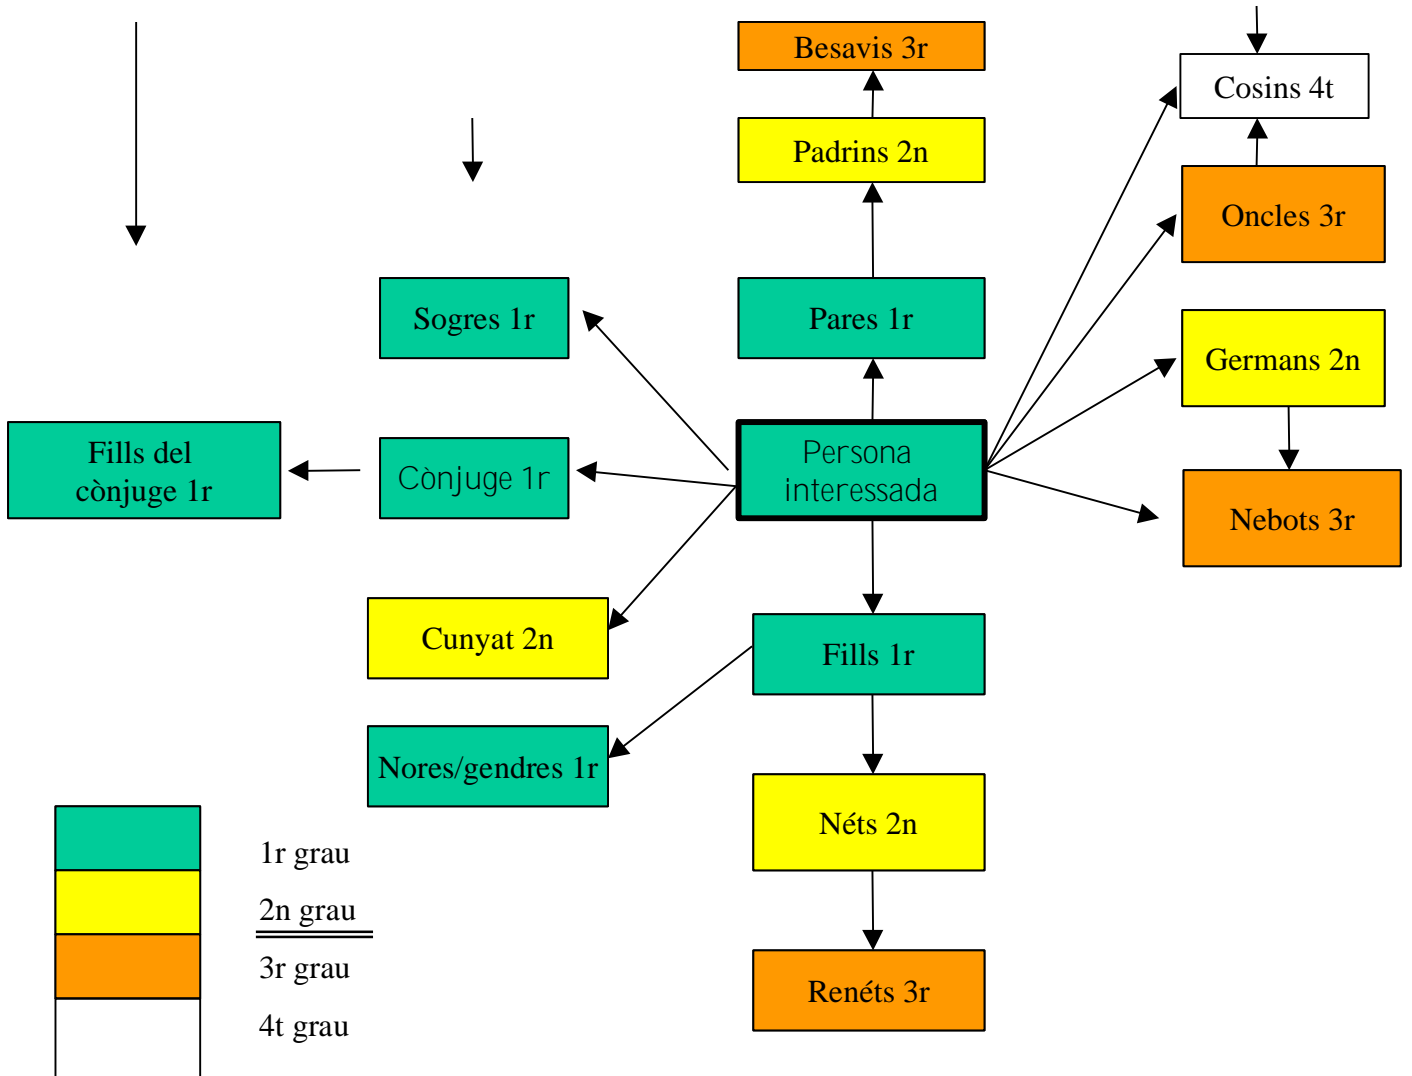 Besavis 3r
Cosins 4t
Padrins 2n
Oncles 3r
Sogres 1r
Pares 1r
Germans 2n
Fills del
cònjuge 1r
Cònjuge 1r
Persona
interessada
Nebots 3r
Cunyat 2n
Fills 1r
Nores/gendres 1r
Néts 2n
1r grau
2n grau
3r grau
Renéts 3r
4t grau